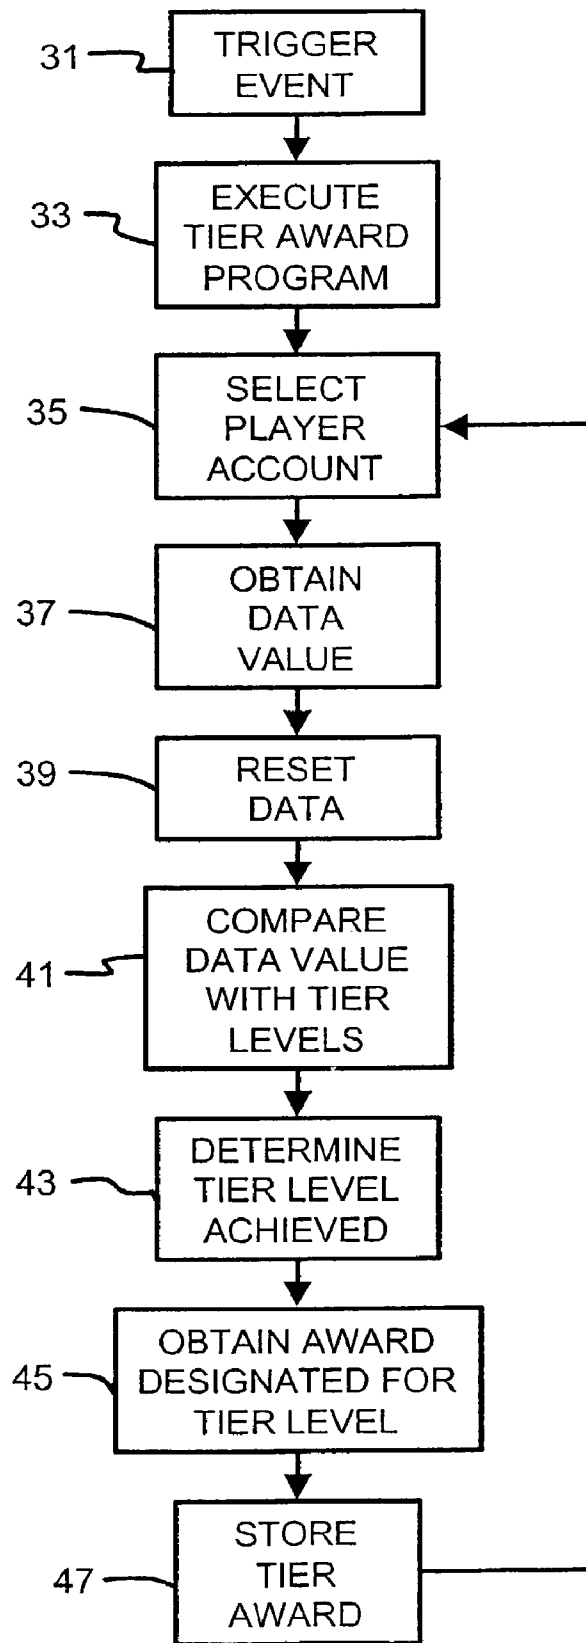 31
TRIGGER
EVENT
33
EXECUTE
TIER AWARD
PROGRAM
35
SELECT
PLAYER
ACCOUNT
37
OBTAIN
DATA
VALUE
39
RESET
DATA
41
COMPARE
DATA VALUE
WITH TIER
LEVELS
43
DETERMINE
TIER LEVEL
ACHIEVED
45
OBTAIN AWARD
DESIGNATED FOR
TIER LEVEL
47
STORE
TIER
AWARD